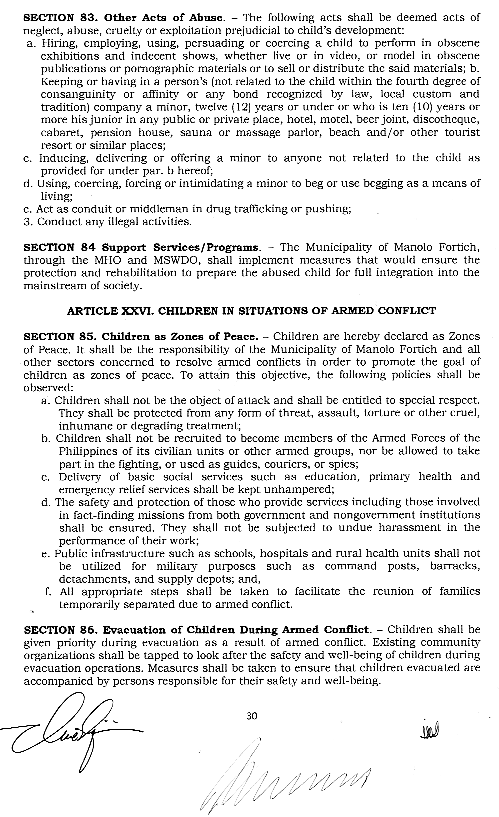 SECTION 83. Other Acts of Abuse. – The following acts shall be deemed acts of
neglect, abuse, cruelty or exploitation prejudicial to child's development:
a. Hiring, employing, using, persuading or coercing a child to perform in obscene
exhibitions and indecent shows, whether live or in video, or model in obscene
publications or pornographic materials or to sell or distribute the said materials; b.
Keeping or having in a person's (not related to the child within the fourth degree of
consanguinity or affinity or any bond recognized by law, local custom and
tradition) company a minor, twelve (12) years or under or who is ten (10) years or
more his junior in any public or private place, hotel, motel, beer joint, discotheque,
cabaret, pension house, sauna or massage parlor, beach and/or other tourist
resort or similar places;
c. Inducing, delivering or offering a minor to anyone not related to the child as
provided for under par. b hereof;
d. Using, coercing, forcing or intimidating a minor to beg or use begging as a means of
living;
c. Act as conduit or middleman in drug trafficking or pushing;
3. Conduct any illegal activities.
SECTION 84 Support Services/Programs. – The Municipality of Manolo Fortich,
through the MHO and MSWDO, shall implement measures that would ensure the
protection and rehabilitation to prepare the abused child for full integration into the
mainstream of society.
ARTICLE XXVI. CHILDREN IN SITUATIONS OF ARMED CONFLICT
SECTION 85. Children as Zones of Peace. – Children are hereby declared as Zones
of Peace. It shall be the responsibility of the Municipality of Manolo Fortich and all
other sectors concerned to resolve armed conflicts in order to promote the goal of
children as zones of peace. To attain this objective, the following policies shall be
observed:
a. Children shall not be the object of attack and shall be entitled to special respect.
They shall be protected from any form of threat, assault, torture or other cruel,
inhumane or degrading treatment;
b. Children shall not be recruited to become members of the Armed Forces of the
Philippines of its civilian units or other armed groups, nor be allowed to take
part in the fighting, or used as guides, couriers, or spies;
c. Delivery of basic social services such as education, primary health and
emergency relief services shall be kept unhampered;
d. The safety and protection of those who provide services including those involved
in fact-finding missions from both government and nongovernment institutions
shall be ensured. They shall not be subjected to undue harassment in the
performance of their work;
e. Public infrastructure such as schools, hospitals and rural health units shall not
be utilized for military purposes such as command posts, barracks,
detachments, and supply depots; and,
f. All appropriate steps shall be taken to facilitate the reunion of families
temporarily separated due to armed conflict.
SECTION 86. Evacuation of Children During Armed Conflict. – Children shall be
given priority during evacuation as a result of armed conflict. Existing community
organizations shall be tapped to look after the safety and well-being of children during
evacuation operations. Measures shall be taken to ensure that children evacuated are
accompanied by persons responsible for their safety and well-being.
30